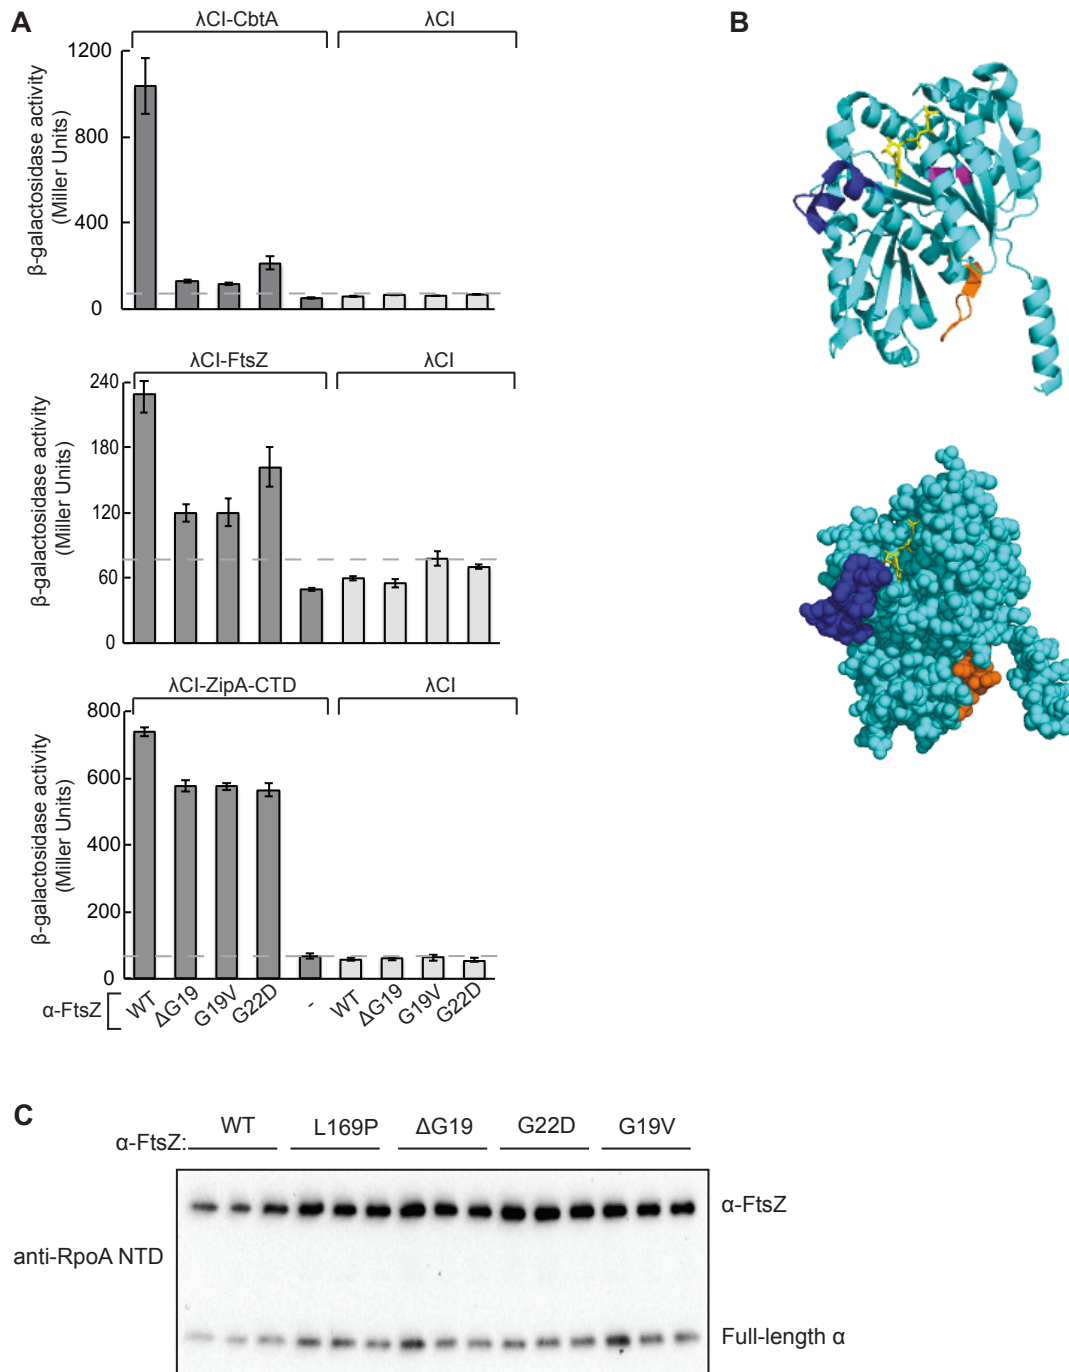 A
λCI-CbtA λCI
β-galactosidase activity
(Miller Units)
1200
800
400
0
λCI-FtsZ λCI
β-galactosidase activity
(Miller Units)
240
180
120
60
0
λCI-ZipA-CTD λCI
β-galactosidase activity
(Miller Units)
800
600
400
200
0
α-FtsZ WT ΔG19 G19V G22D - WT ΔG19 G19V G22D
B
C
α-FtsZ: WT L169P ΔG19 G22D G19V
α-FtsZ
anti-RpoA NTD
Full-length α